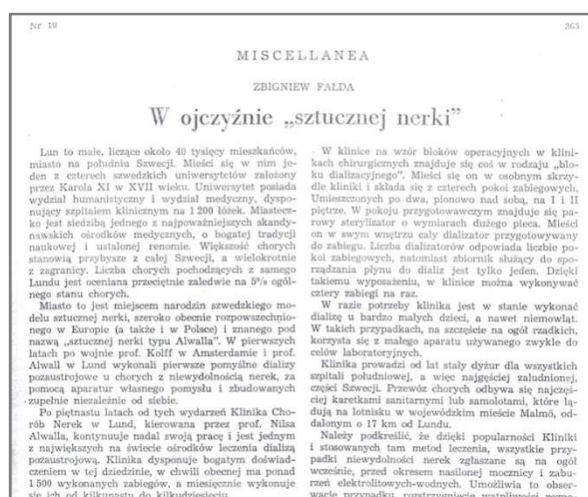 Nr 10
365
MISCELLANEA
ZBIGNIEW FAŁDA
W ojczyźnie „sztucznej nerki”
Lun to małe, liczące około 40 tysięcy mieszkańców,
miasto na południu Szwecji. Mieści się w nim je-
den z czterech szwedzkich uniwersytetów założony
przez Karola XI w XVII wieku. Uniwersytet posiada
wydział humanistyczny i wydział medyczny, dyspo-
nujący szpitalem klinicznym na 1 200 łóżek. Miastecz-
ko jest siedzibą jednego z najpoważniejszych skandy-
nawskich ośrodków medycznych, o bogatej tradycji
naukowej i ustalonej renomie. Większość chorych
stanowią przybysze z całej Szwecji, a wielokrotnie
z zagranicy. Liczba chorych pochodzących z samego
Lundu jest oceniana przeciętnie zaledwie na 5% ogól-
nego stanu chorych.
Miasto to jest miejscem narodzin szwedzkiego mo-
delu sztucznej nerki, szeroko obecnie rozpowszechnio-
nego w Europie (a także i w Polsce) i znanego pod
nazwą „sztucznej nerki typu Alwalla”. W pierwszych
latach po wojnie prof. Kolff w Amsterdamie i prof.
Alwall w Lund wykonali pierwsze pomyślne dializy
pozaustrojowe u chorych z niewydolnością nerek, za
pomocą aparatur własnego pomysłu i zbudowanych
zupełnie niezależnie od siebie.
Po piętnastu latach od tych wydarzeń Klinika Cho-
rób Nerek w Lund, kierowana przez prof. Nilsa
Alwalla, kontynuuje nadal swoją pracę i jest jednym
z największych na świecie ośrodków leczenia dializą
pozaustrojową. Klinika dysponuje bogatym doświad-
czeniem w tej dziedzinie, w chwili obecnej ma ponad
1 500 wykonanych zabiegów, a miesięcznie wykonuje
się ich od kilkunastu do kilkudziesięciu.
W klinice na wzór bloków operacyjnych w klini-
kach chirurgicznych znajduje się coś w rodzaju „blo-
ku dializacyjnego”. Mieści się on w osobnym skrzy-
dle kliniki i składa się z czterech pokoi zabiegowych,
Umieszczonych po dwa, pionowo nad sobą, na I i II
piętrze. W pokoju przygotowawczym znajduje się pa-
rowy sterylizator o wymiarach dużego pieca. Mieści
on w swym wnętrzu cały dializator przygotowywany
do zabiegu. Liczba dializatorów odpowiada liczbie po-
koi zabiegowych, natomiast zbiornik służący do spo-
rządzania płynu do dializ jest tylko jeden. Dzięki
takiemu wyposażeniu, w klinice można wykonywać
cztery zabiegi na raz.
W razie potrzeby klinika jest w stanie wykonać
dializę u bardzo małych dzieci, a nawet niemowląt.
W takich przypadkach, na szczęście na ogół rzadkich,
korzysta się z małego aparatu używanego zwykle do
celów laboratoryjnych.
Klinika prowadzi od lat stały dyżur dla wszystkich
szpitali południowej, a więc najgęściej zaludnionej,
części Szwecji. Przewóz chorych odbywa się najczęś-
ciej karetkami sanitarnymi lub samolotami, które lą-
dują na lotnisku w wojewódzkim mieście Malmö, od-
dalonym o 17 km od Lundu.
Należy podkreślić, że dzięki popularności Kliniki
i stosowanych tam metod leczenia, wszystkie przy-
padki niewydolności nerek zgłaszane są na ogół
wcześnie, przed okresem nasilonej mocznicy i zabu-
rzeń elektrolitowych-wodnych. Umożliwia to obser-
wację przypadku, rozstrzygnięcie wątpliwości